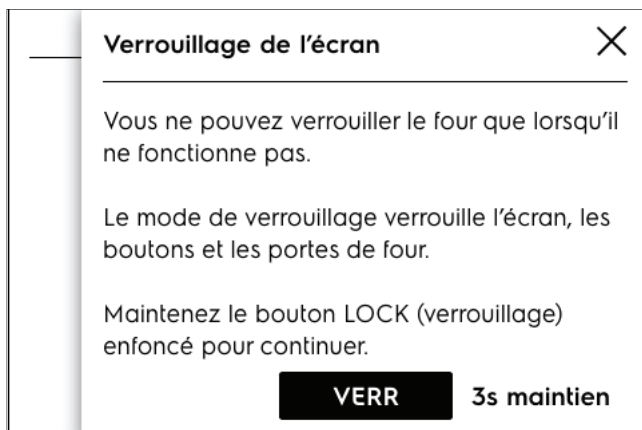 Verrouillage de l’écran
Vous ne pouvez verrouiller le four que lorsqu’il
ne fonctionne pas.
Le mode de verrouillage verrouille l’écran, les
boutons et les portes de four.
Maintenez le bouton LOCK (verrouillage)
enfoncé pour continuer.
VERR 3s maintien